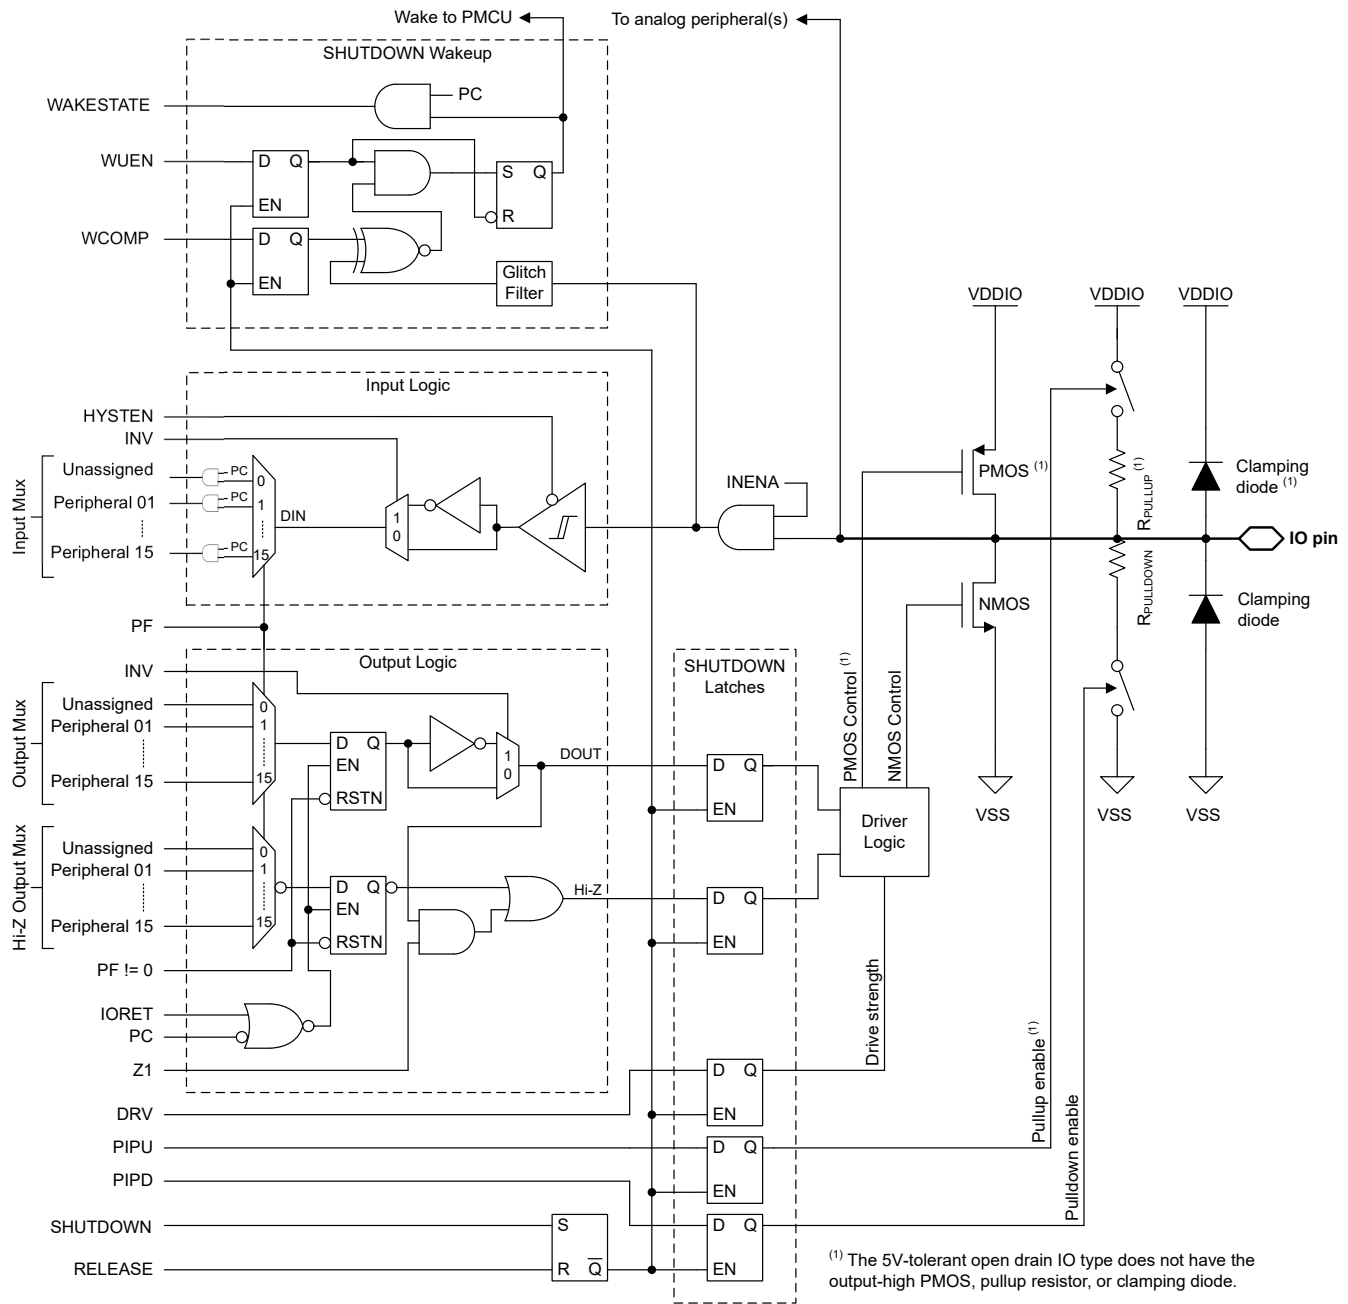 Wake to PMCU
To analog peripheral(s)
SHUTDOWN Wakeup
WAKESTATE
PC
WUEN
D Q
EN
S Q
R
WCOMP
D Q
EN
Glitch
Filter
VDDIO
VDDIO
VDDIO
Input Logic
HYSTEN
INV
Input Mux
Unassigned
PC
0
Peripheral 01
PC
1
Peripheral 15
PC
15
DIN
1
0
INENA
PMOS (1)
RPULLUP (1)
Clamping
diode (1)
IO pin
RPULLDOWN
NMOS
Clamping
diode
PF
Output Logic
INV
Output Mux
Unassigned
0
Peripheral 01
1
Peripheral 15
15
D Q
EN
RSTN
1
0
DOUT
SHUTDOWN
Latches
D Q
EN
PMOS Control (1)
NMOS Control
Driver
Logic
VSS
VSS
VSS
Hi-Z Output Mux
Unassigned
0
Peripheral 01
1
Peripheral 15
15
D Q
EN
RSTN
Hi-Z
D Q
EN
PF != 0
IORET
PC
Z1
Drive strength
D Q
EN
DRV
PIPU
D Q
EN
Pullup enable (1)
Pulldown enable
PIPD
SHUTDOWN
S
D Q
RELEASE
R Q
EN
(1) The 5V-tolerant open drain IO type does not have the
output-high PMOS, pullup resistor, or clamping diode.